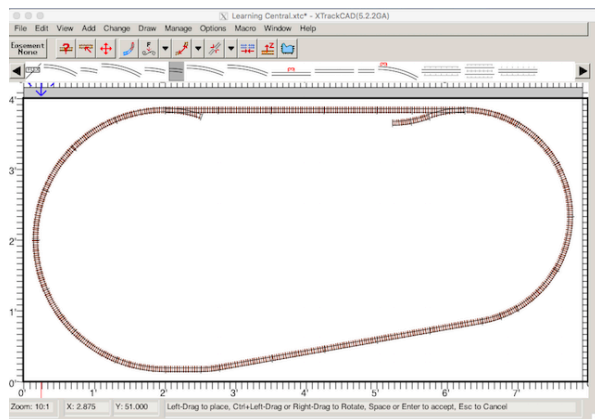 Learning Central.xtc* - XTrackCAD(5.2.2GA)
File Edit View Add Change Draw Manage Options Macro Window Help
Easement
None
4'
3'
2'
1'
0'
0' 1' 2' 3' 4' 5' 6' 7'
Zoom: 10:1 X: 2.875 Y: 51.000 Left-Drag to place, Ctrl+Left-Drag or Right-Drag to Rotate, Space or Enter to accept, Esc to Cancel